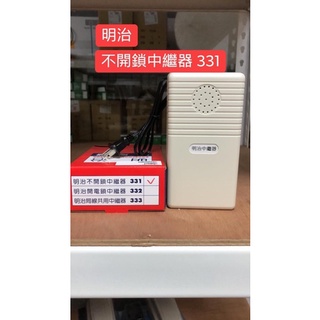 明治
不開鎖中繼器 331
明治中繼器
明治不開鎖中繼器 331 ✓
明治開電鎖中繼器 332
明治局線共用中繼器 333